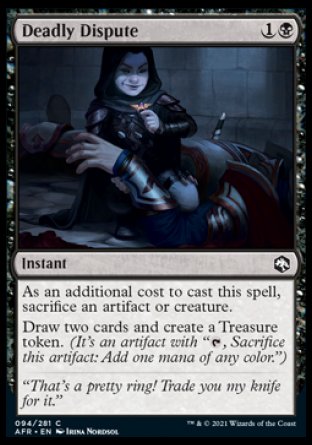 Deadly Dispute 1
Instant
As an additional cost to cast this spell,
sacrifice an artifact or creature.
Draw two cards and create a Treasure
token. (It's an artifact with “, Sacrifice
this artifact: Add one mana of any color.”)
“That's a pretty ring! Trade you my knife
for it.”
094/281 C
AFR • EN Irina Nordsol ™ & © 2021 Wizards of the Coast